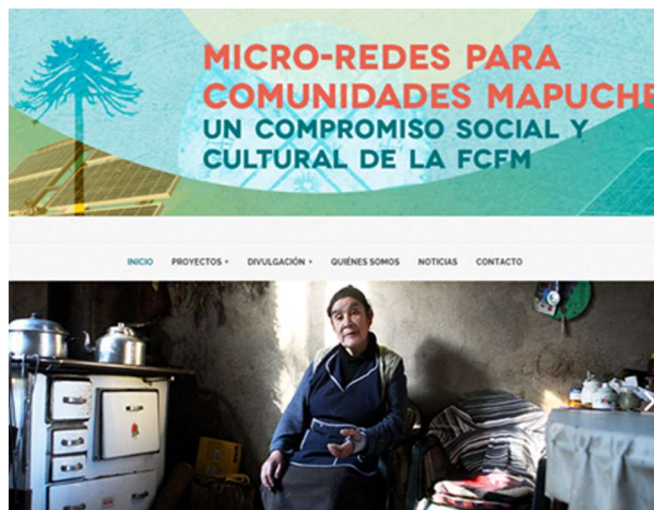 MICRO-REDES PARA
COMUNIDADES MAPUCHE
UN COMPROMISO SOCIAL Y
CULTURAL DE LA FCFM
INICIO PROYECTOS DIVULGACIÓN QUIÉNES SOMOS NOTICIAS CONTACTO